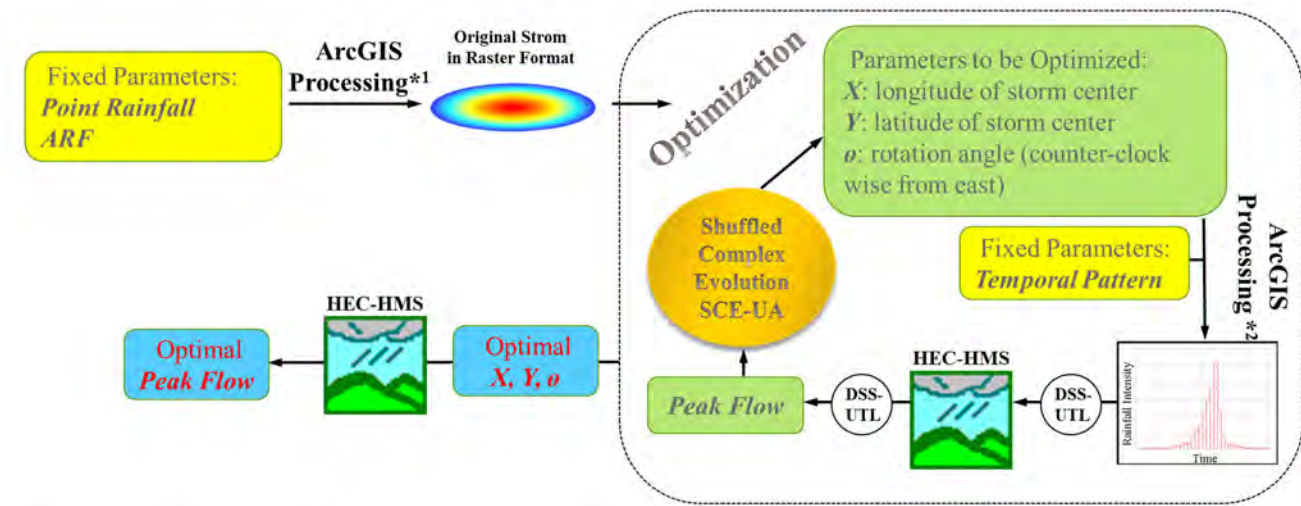 Fixed Parameters:
Point Rainfall
ARF
ArcGIS
Processing*1
Original Strom
in Raster Format
Optimization
Parameters to be Optimized:
X: longitude of storm center
Y: latitude of storm center
ø: rotation angle (counter-clock
wise from east)
Shuffled
Complex
Evolution
SCE-UA
Fixed Parameters:
Temporal Pattern
ArcGIS
Processing *2
Rainfall Intensity
Time
DSS-
UTL
HEC-HMS
DSS-
UTL
Peak Flow
Optimal
X, Y, ø
HEC-HMS
Optimal
Peak Flow